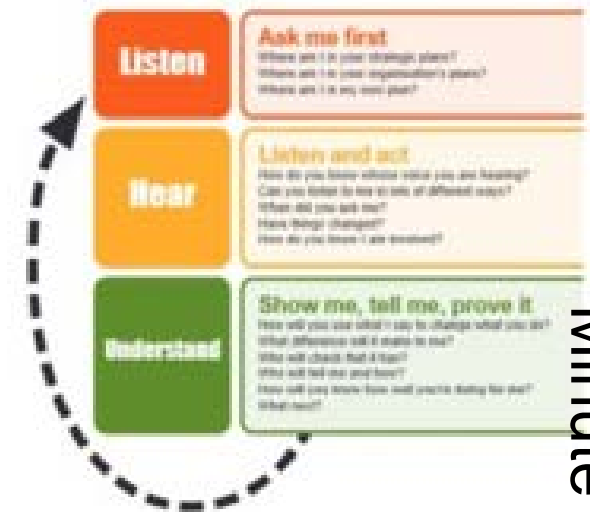 Listen
Ask me first
Where am I in your strategic plans?
Where am I in your organisation's plans?
Where am I in my own plan?
Hear
Listen and act
How do you know whose voice you are hearing?
Can you listen to me in lots of different ways?
When did you ask me?
Have things changed?
How do you know I am involved?
Understand
Show me, tell me, prove it
How will you use what I say to change what you do?
What difference will it make to me?
Who will check that it has?
Who will tell me and how?
How will you know how well you're doing for me?
What next?
Minute